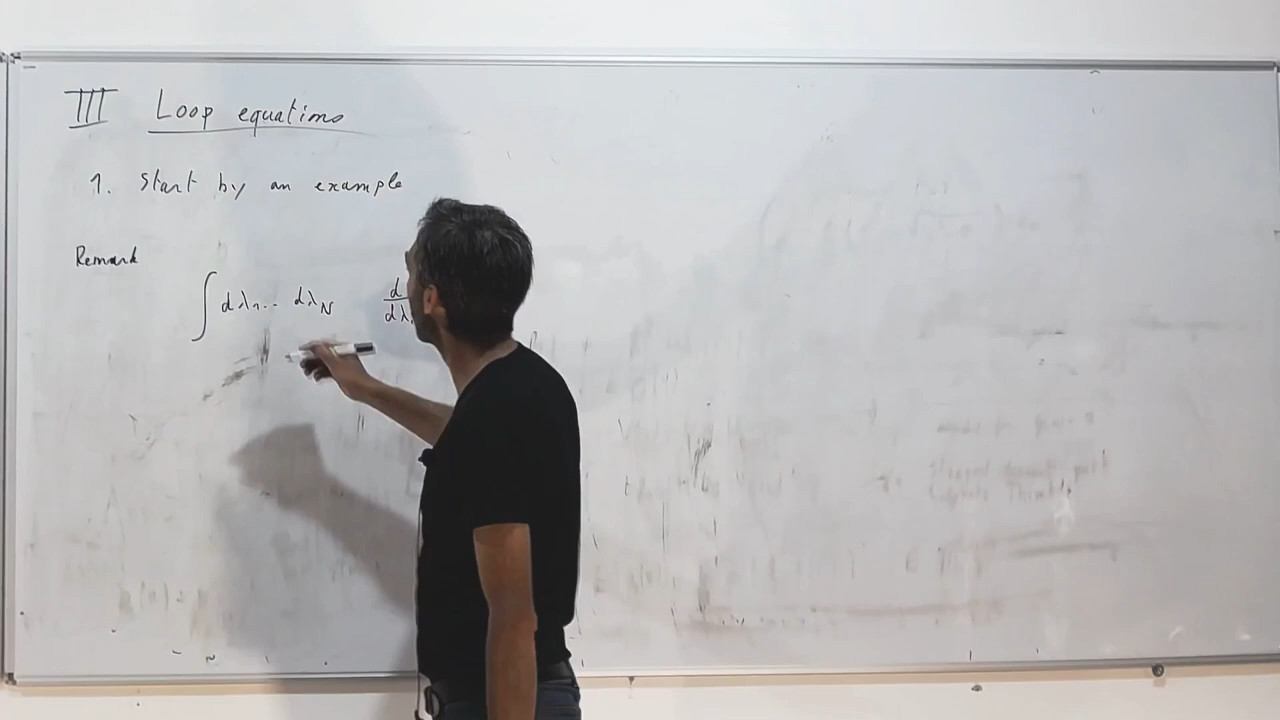 III Loop equations
1. Start by an example
Remark
∫ dλ₁... dλ_N d/dλ